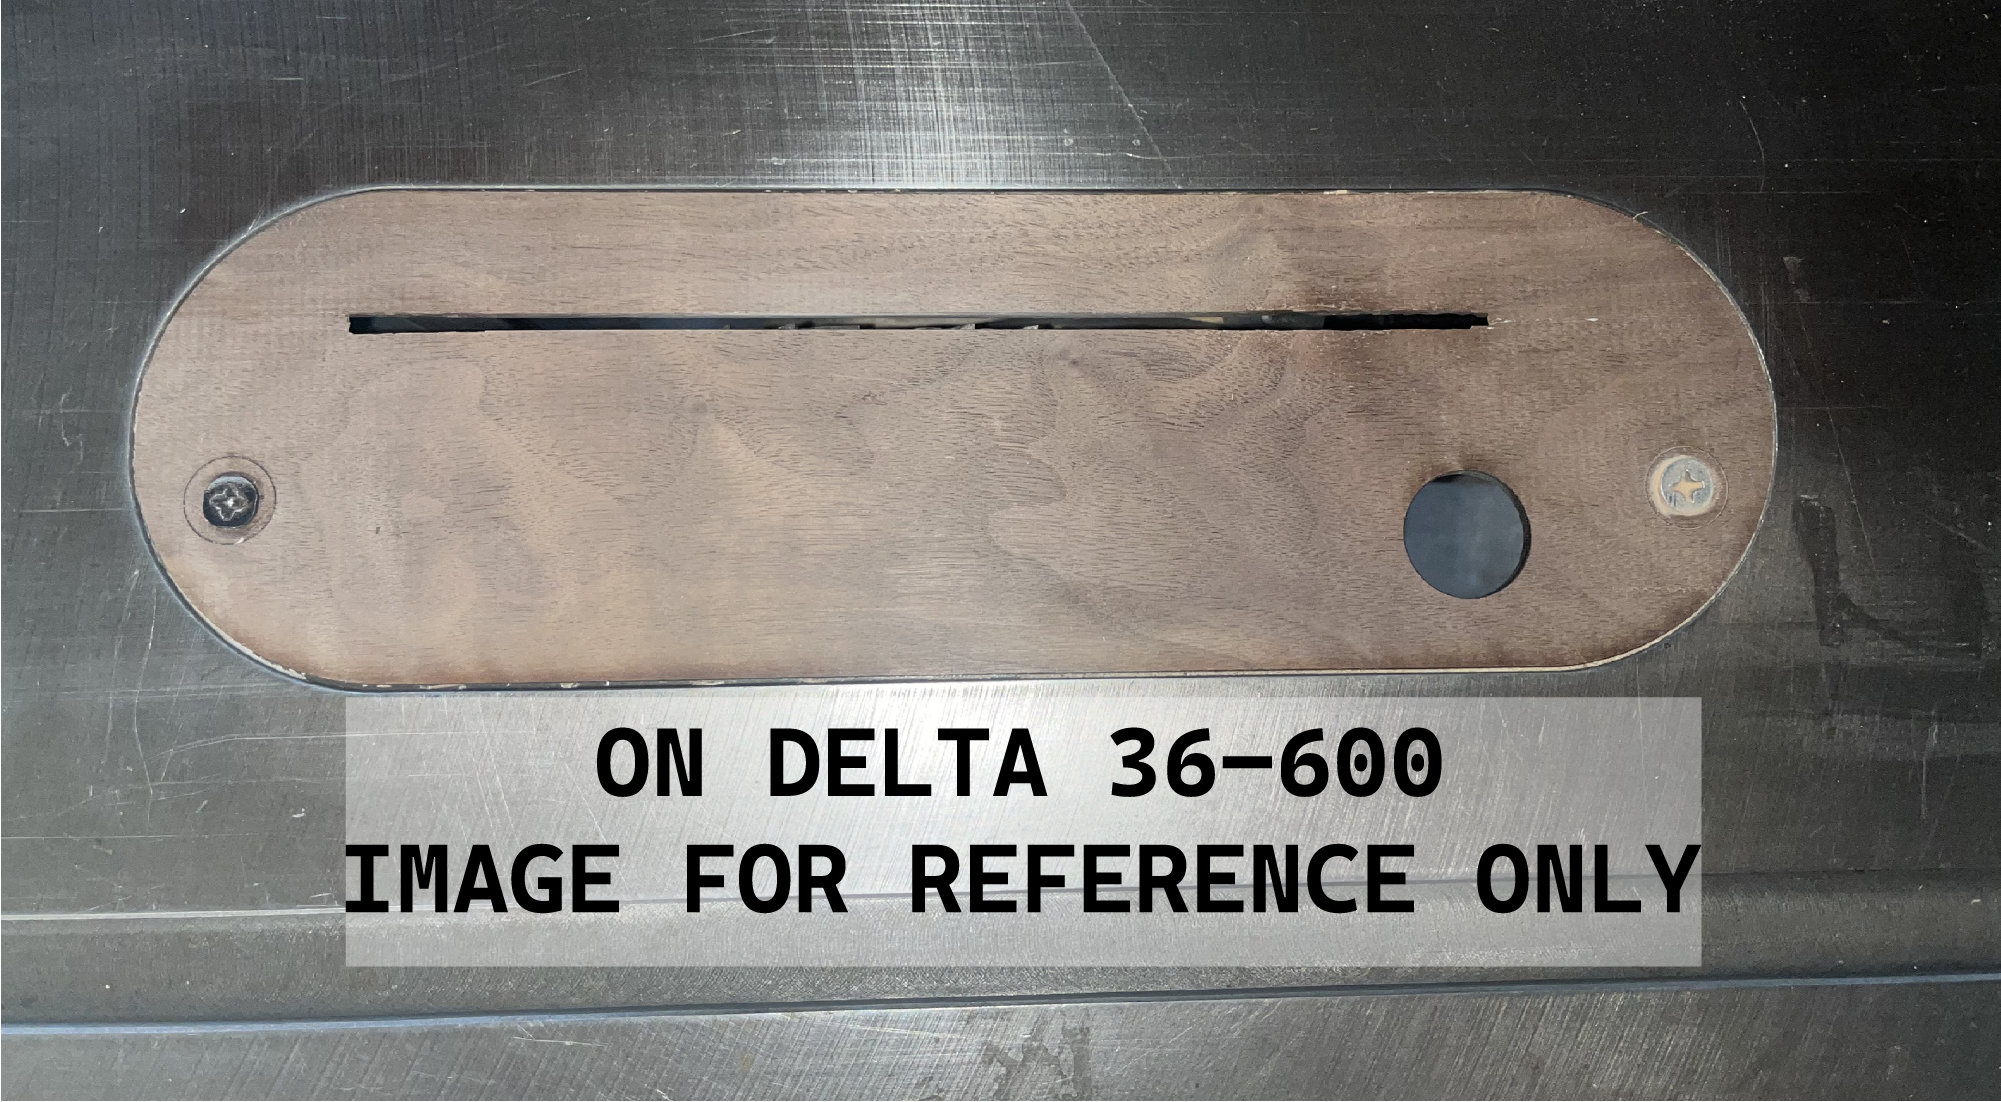 ON DELTA 36-600
IMAGE FOR REFERENCE ONLY